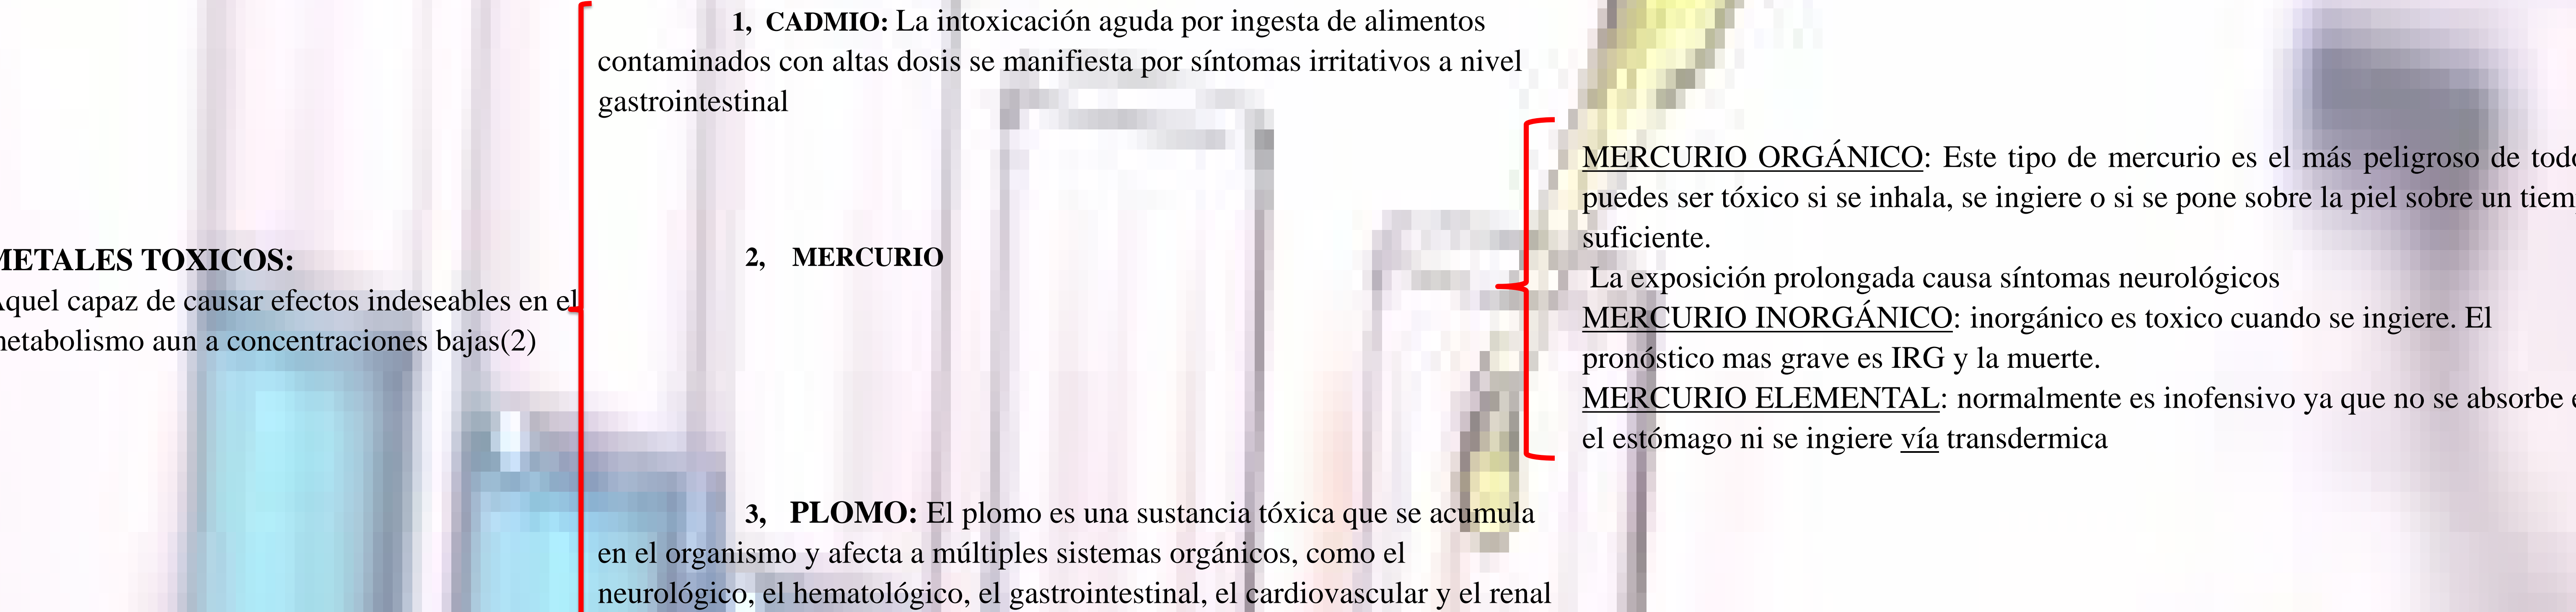 METALES TOXICOS:
Aquel capaz de causar efectos indeseables en el
metabolismo aun a concentraciones bajas(2)
1, CADMIO: La intoxicación aguda por ingesta de alimentos
contaminados con altas dosis se manifiesta por síntomas irritativos a nivel
gastrointestinal
2, MERCURIO
MERCURIO ORGÁNICO: Este tipo de mercurio es el más peligroso de todo
puedes ser tóxico si se inhala, se ingiere o si se pone sobre la piel sobre un tiem
suficiente.
La exposición prolongada causa síntomas neurológicos
MERCURIO INORGÁNICO: inorgánico es toxico cuando se ingiere. El
pronóstico mas grave es IRG y la muerte.
MERCURIO ELEMENTAL: normalmente es inofensivo ya que no se absorbe e
el estómago ni se ingiere vía transdermica
3, PLOMO: El plomo es una sustancia tóxica que se acumula
en el organismo y afecta a múltiples sistemas orgánicos, como el
neurológico, el hematológico, el gastrointestinal, el cardiovascular y el renal